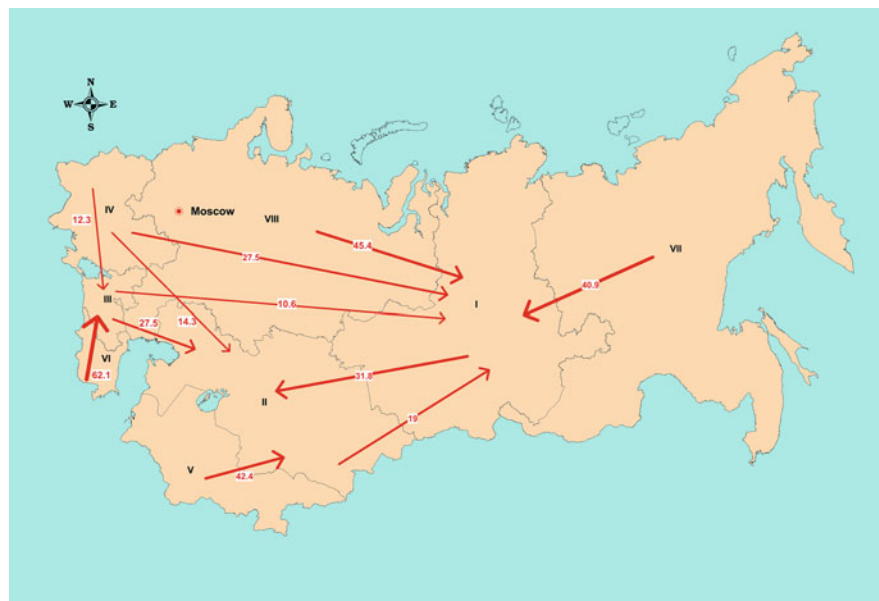 N
W E
S
IV
12.3
Moscow
VIII
45.4
27.5
VII
40.9
III
10.6
I
27.5
14.3
VI
62.1
31.8
II
19
V
42.4